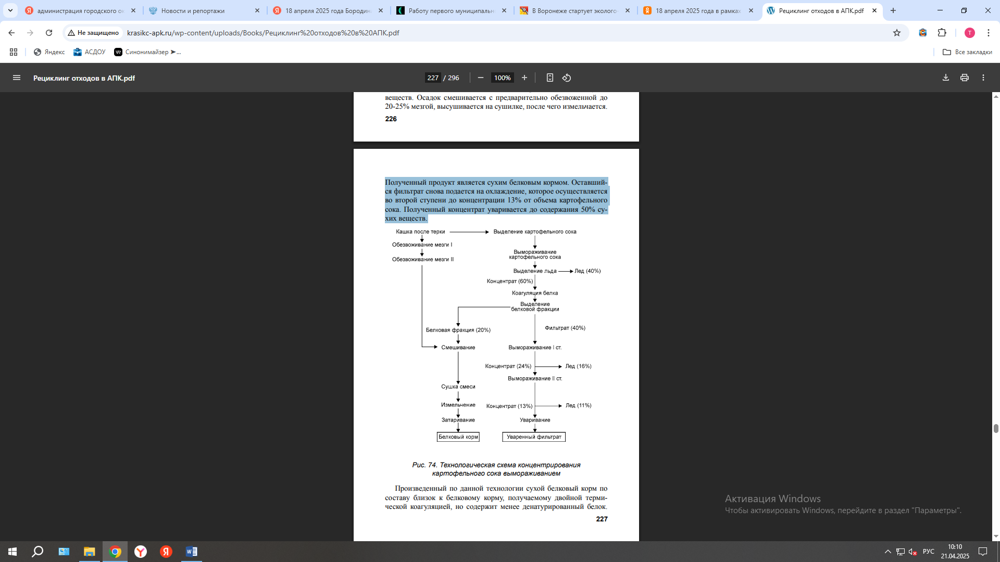 администрация городского ок
Новости и репортажи
18 апреля 2025 года Бородин
Работу первого муниципальн
В Воронеже стартует эколого-
18 апреля 2025 года в рамках
Рециклинг отходов в АПК.pdf
Не защищено
krasikc-apk.ru/wp-content/uploads/Books/Рециклинг%20отходов%20в%20АПК.pdf
T
Яндекс
АСДОУ
Синонимайзер ➤...
Все закладки
Рециклинг отходов в АПК.pdf
227 / 296
100%
веществ. Осадок смешивается с предварительно обезвоженной до
20-25% мезгой, высушивается на сушилке, после чего измельчается.
226
Полученный продукт является сухим белковым кормом. Оставший-
ся фильтрат снова подается на охлаждение, которое осуществляется
во второй ступени до концентрации 13% от объема картофельного
сока. Полученный концентрат уваривается до содержания 50% су-
хих веществ.
Кашка после терки
Выделение картофельного сока
Обезвоживание мезги I
Вымораживание
картофельного сока
Обезвоживание мезги II
Выделение льда
Лед (40%)
Концентрат (60%)
Коагуляция белка
Выделение
белковой фракции
Белковая фракция (20%)
Фильтрат (40%)
Смешивание
Вымораживание I ст.
Концентрат (24%)
Лед (16%)
Вымораживание II ст.
Сушка смеси
Измельчение
Концентрат (13%)
Лед (11%)
Затаривание
Уваривание
Белковый корм
Уваренный фильтрат
Рис. 74. Технологическая схема концентрирования
картофельного сока вымораживанием
Произведенный по данной технологии сухой белковый корм по
составу близок к белковому корму, получаемому двойной терми-
ческой коагуляцией, но содержит менее денатурированный белок.
227
Активация Windows
Чтобы активировать Windows, перейдите в раздел "Параметры".
РУС
10:10
21.04.2025